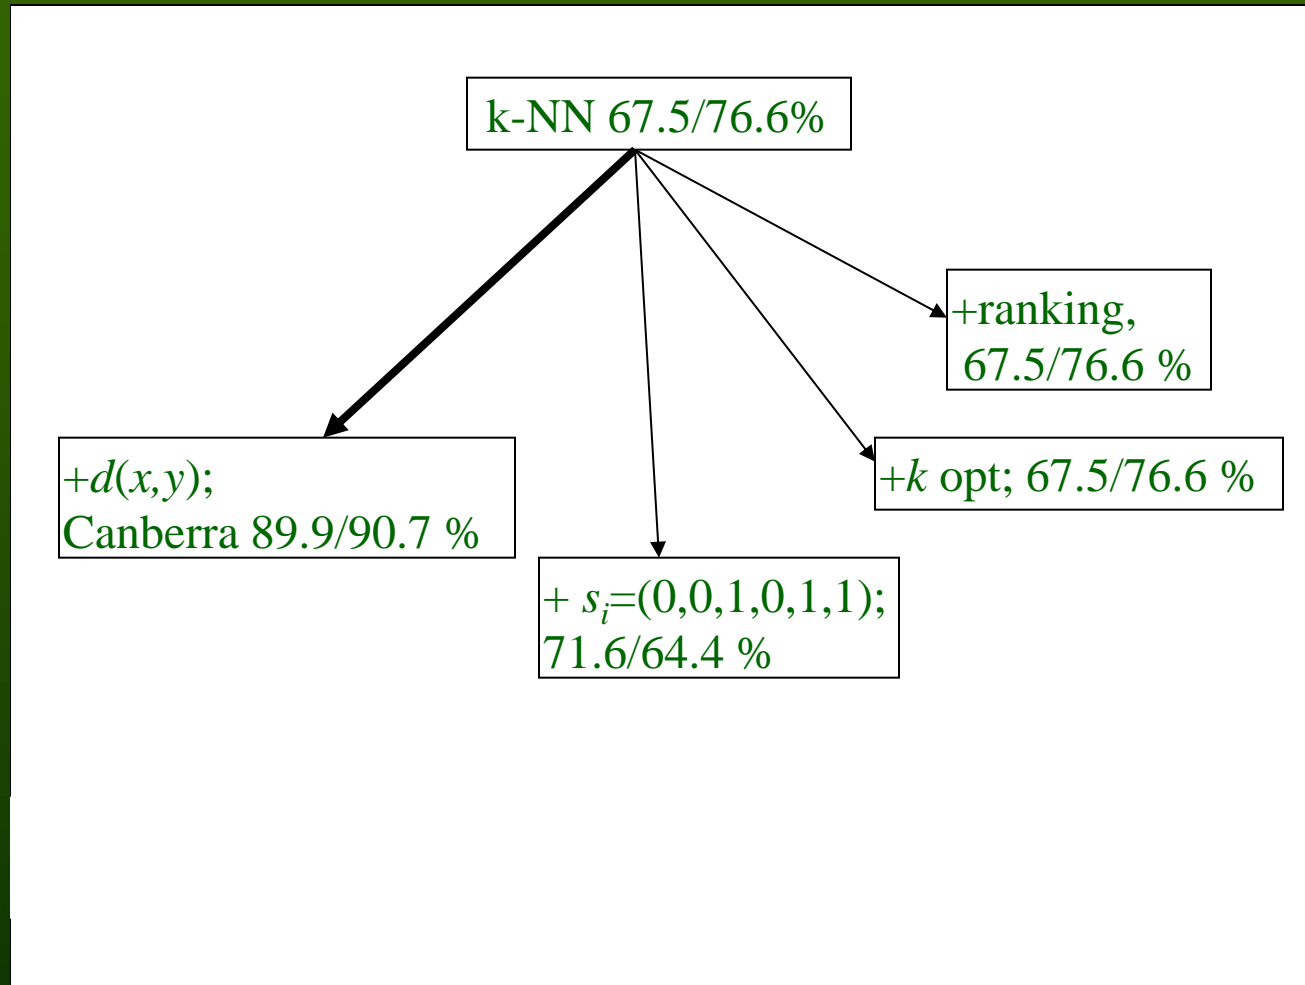 k-NN 67.5/76.6%
+ranking,
67.5/76.6 %
+d(x,y);
Canberra 89.9/90.7 %
+k opt; 67.5/76.6 %
+ sᵢ=(0,0,1,0,1,1);
71.6/64.4 %